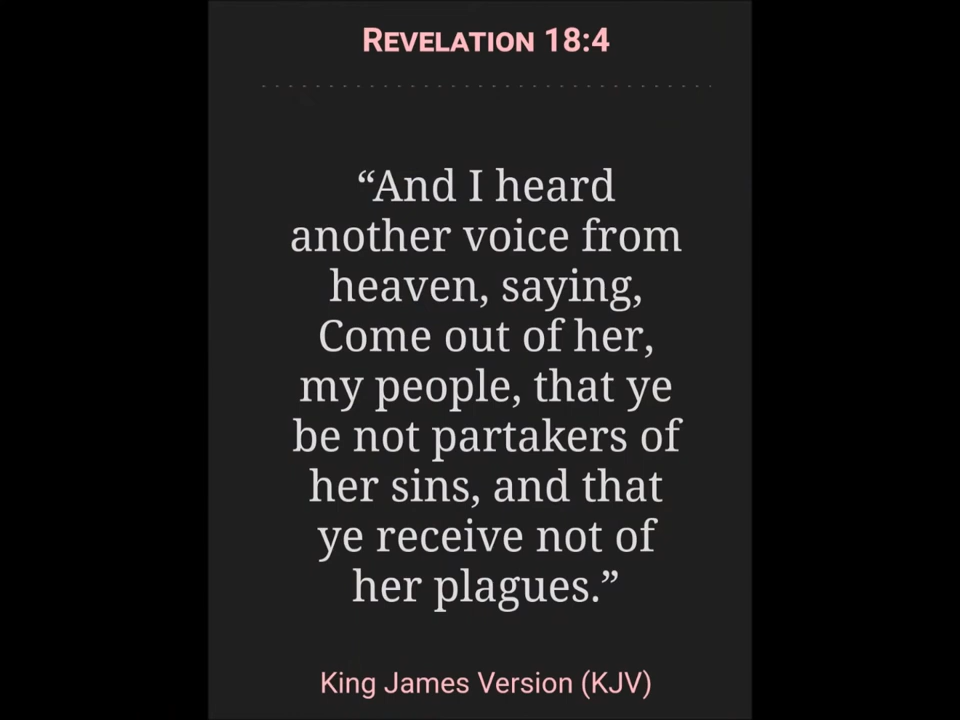 REVELATION 18:4
“And I heard
another voice from
heaven, saying,
Come out of her,
my people, that ye
be not partakers of
her sins, and that
ye receive not of
her plagues.”
King James Version (KJV)